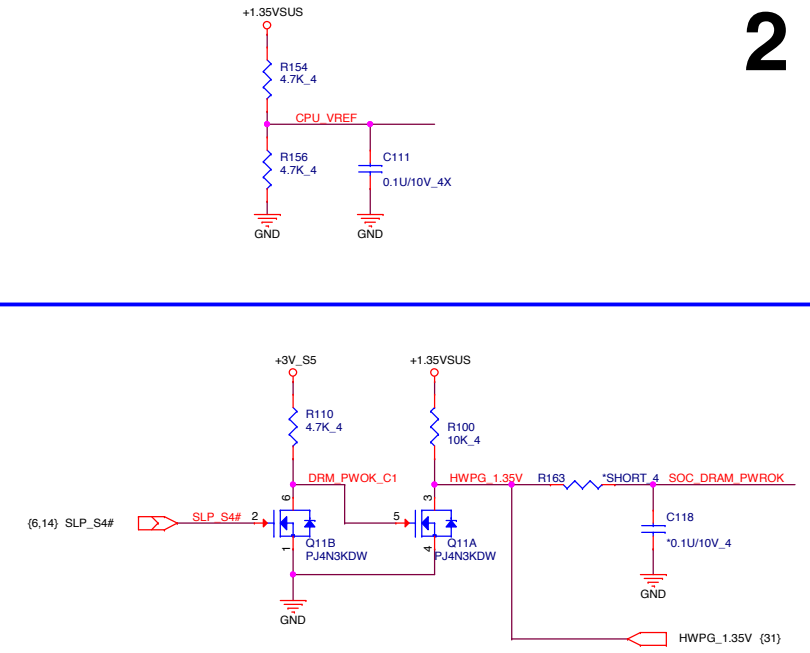 2
+1.35VSUS
R154
4.7K_4
CPU_VREF
R156
4.7K_4
C111
0.1U/10V_4X
GND
GND
+3V_S5
+1.35VSUS
R110
4.7K_4
R100
10K_4
DRM_PWOK_C1
HWPG_1.35V
R163
*SHORT_4
SOC_DRAM_PWROK
6
3
{6,14} SLP_S4#
SLP_S4#
2
5
C118
*0.1U/10V_4
1
Q11B
PJ4N3KDW
4
Q11A
PJ4N3KDW
GND
GND
HWPG_1.35V {31}